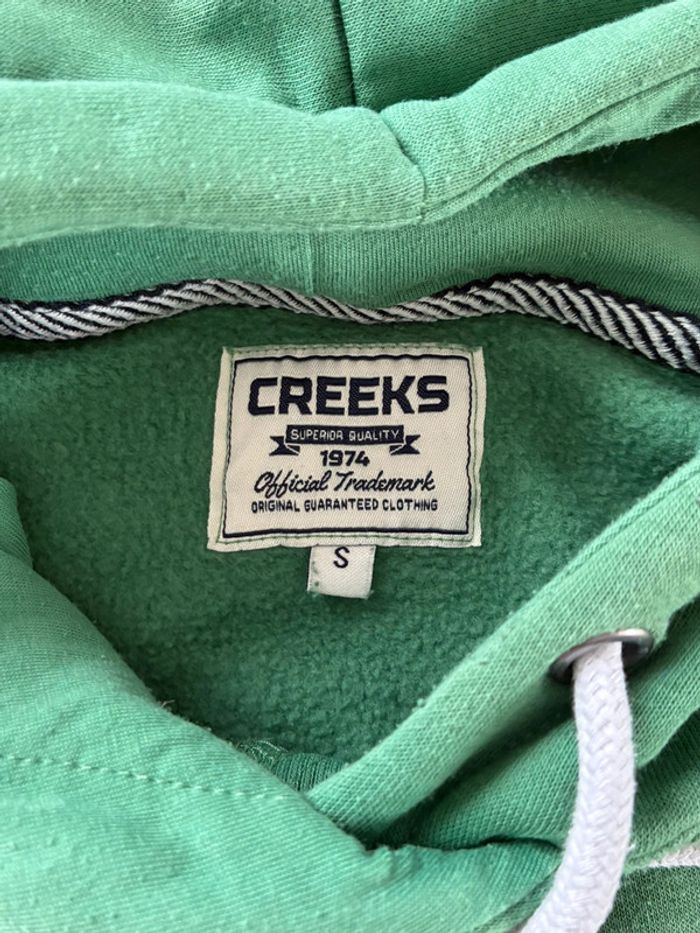 CREEKS
SUPERIOR QUALITY
1974
Official Trademark
ORIGINAL GUARANTEED CLOTHING
S